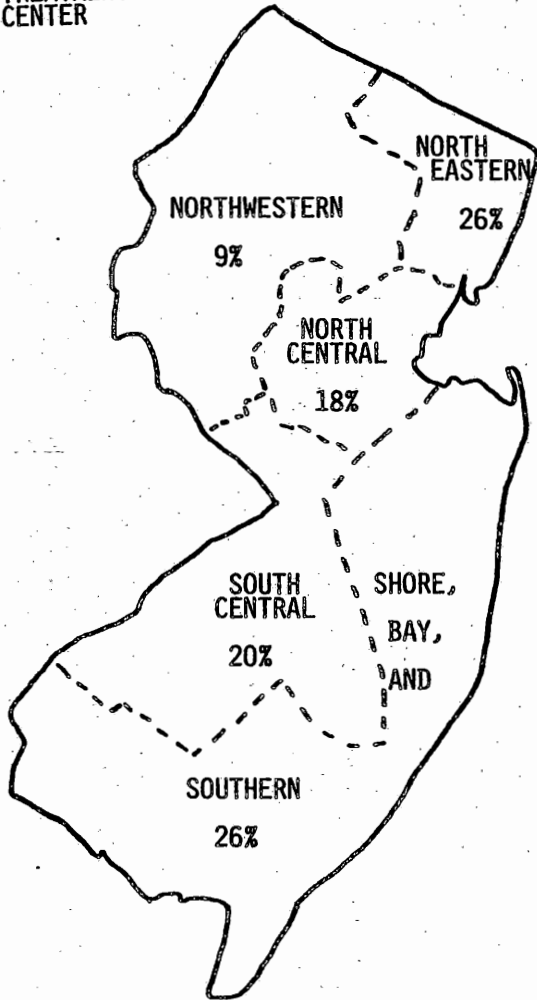 CENTER
NORTH
EASTERN
26%
NORTHWESTERN
9%
NORTH
CENTRAL
18%
SOUTH
CENTRAL
20%
SHORE,
BAY,
AND
SOUTHERN
26%